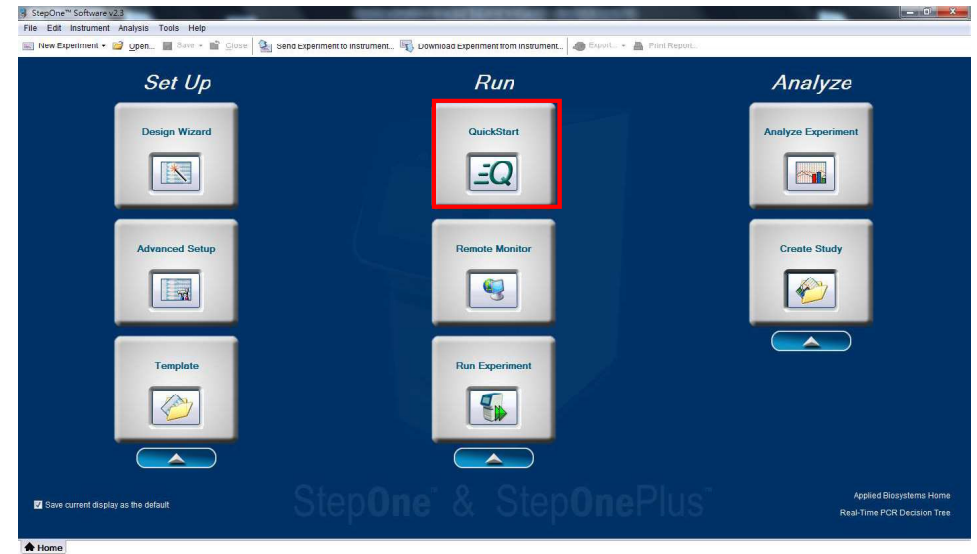 StepOne™ Software v2.3
File Edit Instrument Analysis Tools Help
New Experiment Open... Save Close Send Experiment to Instrument... Download Experiment from Instrument... Export... Print Report...
Set Up Run Analyze
Design Wizard QuickStart Analyze Experiment
Advanced Setup Remote Monitor Create Study
Template Run Experiment
StepOne™ & StepOnePlus™
Save current display as the default
Applied Biosystems Home
Real-Time PCR Decision Tree
Home